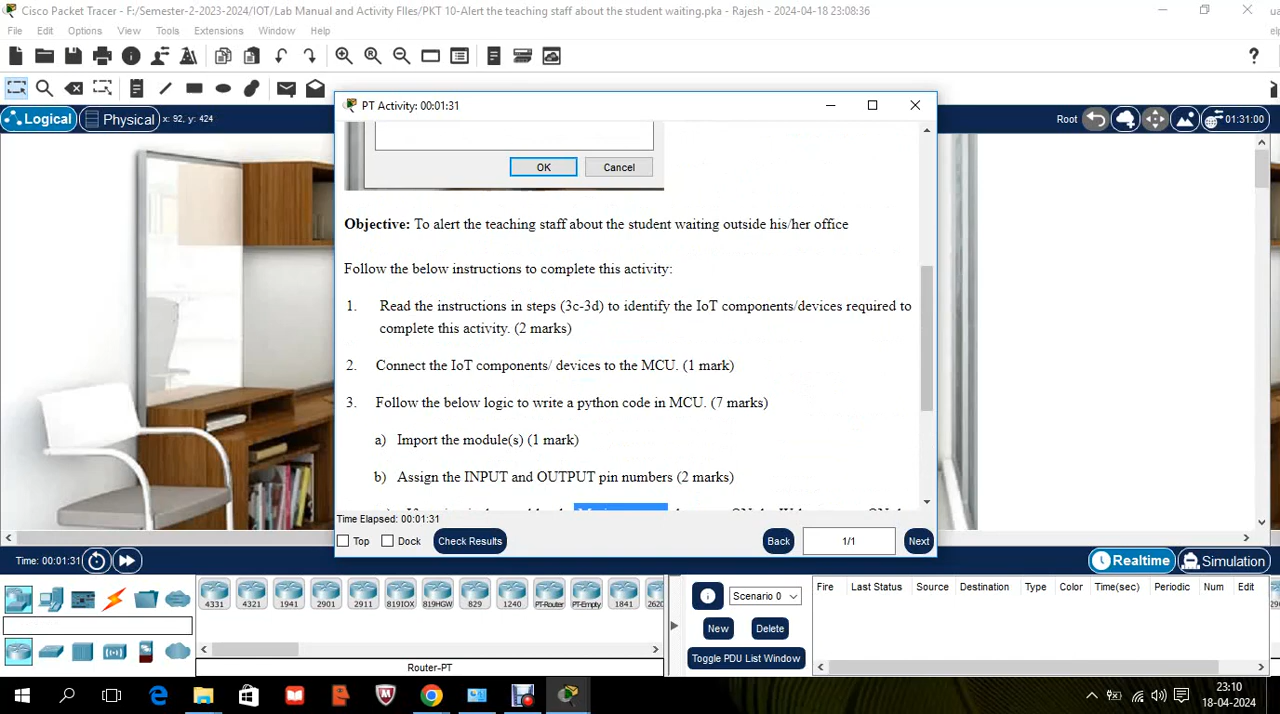 Cisco Packet Tracer - F:/Semester-2-2023-2024/IOT/Lab Manual and Activity FIles/PKT 10-Alert the teaching staff about the student waiting.pka - Rajesh - 2024-04-18 23:08:36
File Edit Options View Tools Extensions Window Help
?
PT Activity: 00:01:31
Logical Physical x: 92, y: 424
Root 01:31:00
OK Cancel
Objective: To alert the teaching staff about the student waiting outside his/her office
Follow the below instructions to complete this activity:
1. Read the instructions in steps (3c-3d) to identify the IoT components/devices required to
complete this activity. (2 marks)
2. Connect the IoT components/ devices to the MCU. (1 mark)
3. Follow the below logic to write a python code in MCU. (7 marks)
a) Import the module(s) (1 mark)
b) Assign the INPUT and OUTPUT pin numbers (2 marks)
Time Elapsed: 00:01:31
Top Dock Check Results Back 1/1 Next
Time: 00:01:31
Realtime Simulation
4331 4321 1941 2901 2911 819IOX 819HGW 829 1240 PT-Router PT-Empty 1841 2620
Router-PT
Scenario 0
New Delete
Toggle PDU List Window
Fire Last Status Source Destination Type Color Time(sec) Periodic Num Edit
23:10
18-04-2024